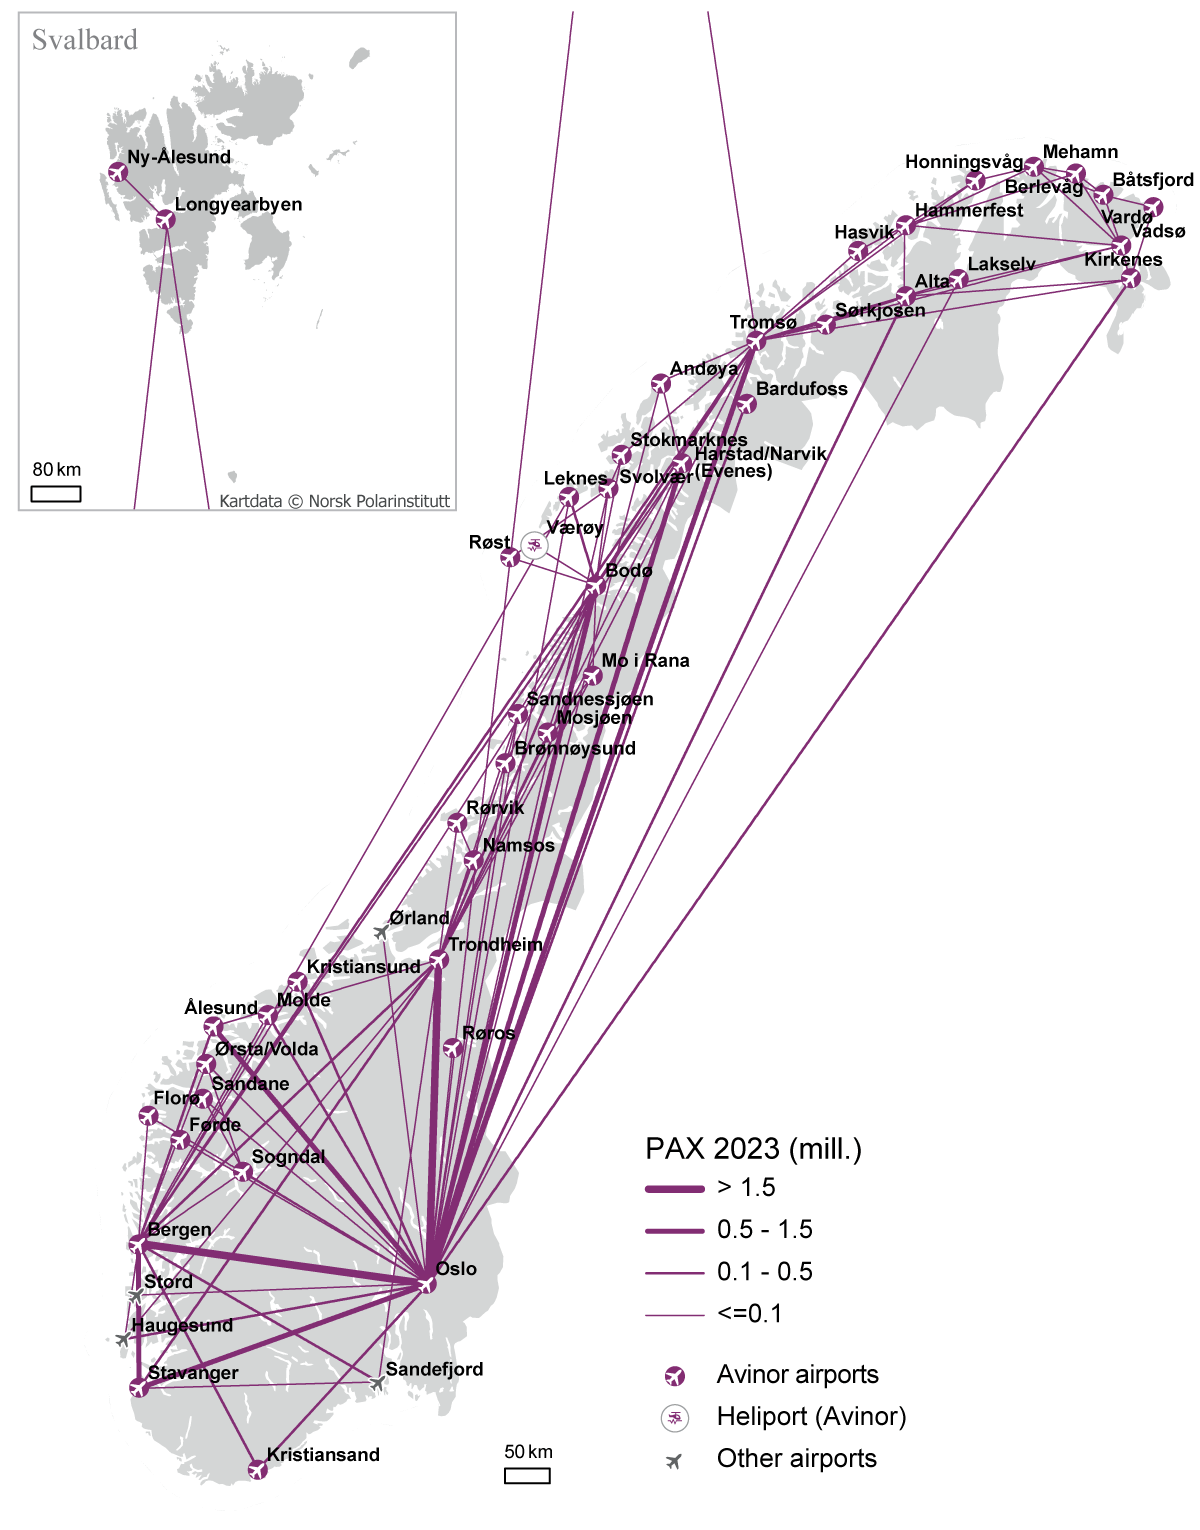 Svalbard
Ny-Ålesund
Longyearbyen
80 km
Kartdata © Norsk Polarinstitutt
Mehamn
Honningsvåg
Berlevåg
Båtsfjord
Hammerfest
Vardø
Hasvik
Vadsø
Kirkenes
Lakselv
Alta
Sørkjosen
Tromsø
Andøya
Bardufoss
Stokmarknes
Harstad/Narvik
(Evenes)
Leknes
Svolvær
Værøy
Røst
Bodø
Mo i Rana
Sandnessjøen
Mosjøen
Brønnøysund
Rørvik
Namsos
Ørland
Trondheim
Kristiansund
Molde
Ålesund
Røros
Ørsta/Volda
Sandane
Florø
Førde
Sogndal
Bergen
Oslo
Stord
Haugesund
Stavanger
Sandefjord
Kristiansand
50 km
PAX 2023 (mill.)
> 1.5
0.5 - 1.5
0.1 - 0.5
<=0.1
Avinor airports
Heliport (Avinor)
Other airports